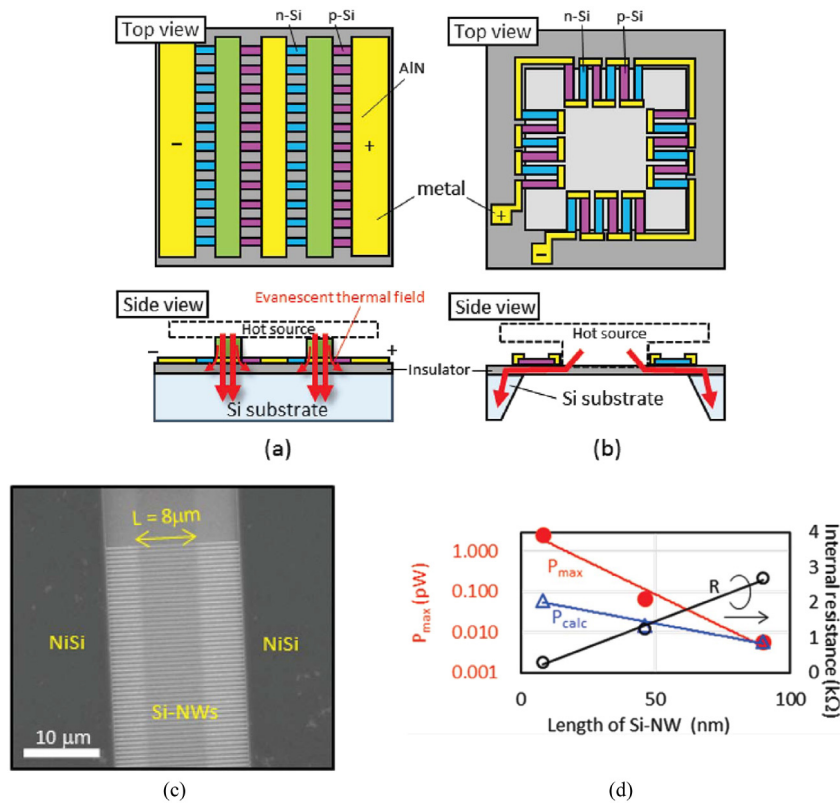 n-Si
p-Si
Top view
AlN
-
+
metal
Side view
Evanescent thermal field
Hot source
-
+
Insulator
Si substrate
(a)
n-Si
p-Si
Top view
+
-
Side view
Hot source
Si substrate
(b)
L = 8μm
NiSi
NiSi
Si-NWs
10 μm
(c)
P_max (pW)
1.000
0.100
0.010
0.001
P_max
P_calc
R
4
3
2
1
0
Internal resistance (kΩ)
0
50
100
Length of Si-NW (nm)
(d)